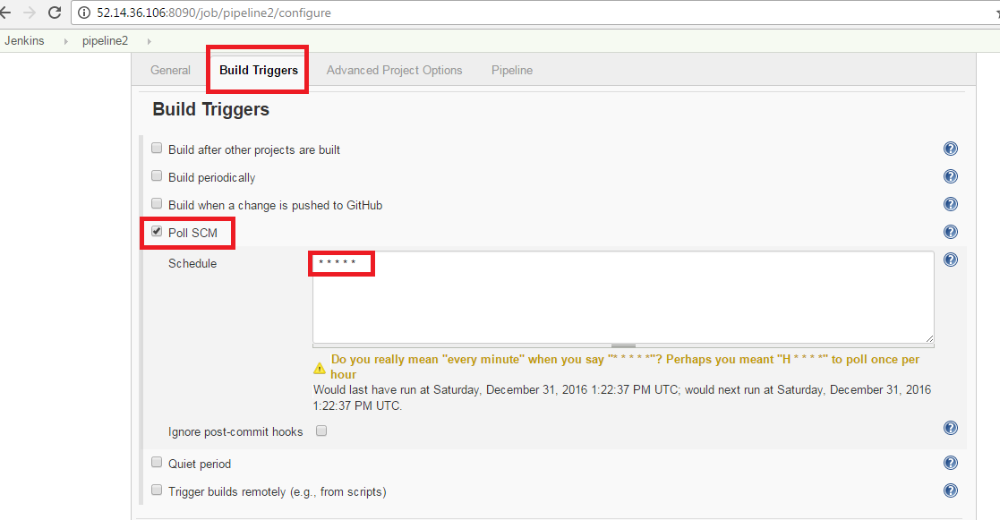 52.14.36.106:8090/job/pipeline2/configure
Jenkins pipeline2
General Build Triggers Advanced Project Options Pipeline
Build Triggers
Build after other projects are built
Build periodically
Build when a change is pushed to GitHub
Poll SCM
Schedule * * * * *
Do you really mean "every minute" when you say "* * * * *"? Perhaps you meant "H * * * *" to poll once per
hour
Would last have run at Saturday, December 31, 2016 1:22:37 PM UTC; would next run at Saturday, December 31, 2016
1:22:37 PM UTC.
Ignore post-commit hooks
Quiet period
Trigger builds remotely (e.g., from scripts)